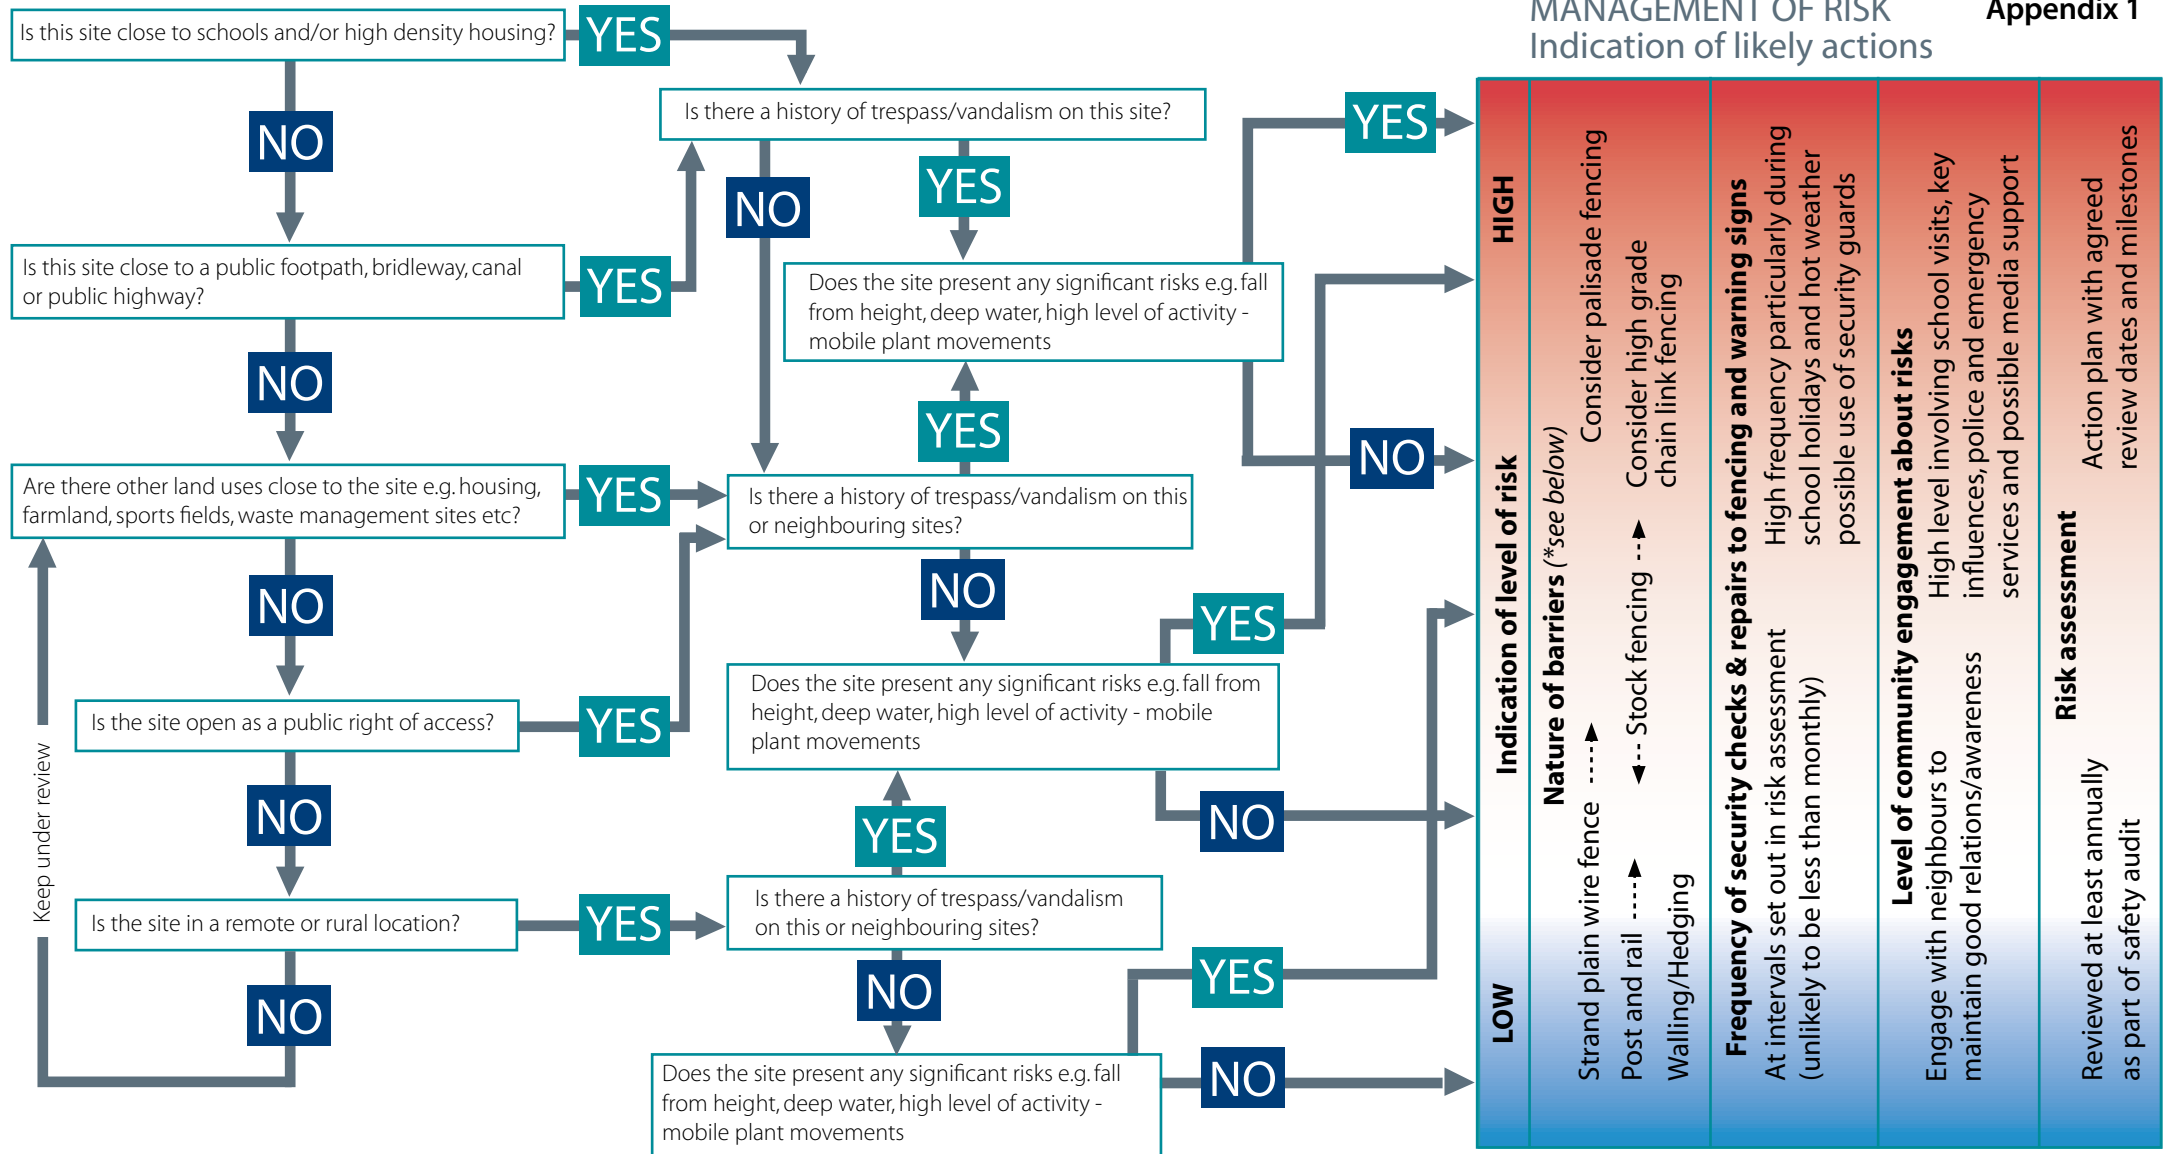 MANAGEMENT OF RISK
Indication of likely actions
Appendix 1
Is this site close to schools and/or high density housing?
YES
NO
Is there a history of trespass/vandalism on this site?
YES
NO
YES
Is this site close to a public footpath, bridleway, canal
or public highway?
YES
NO
Does the site present any significant risks e.g. fall
from height, deep water, high level of activity -
mobile plant movements
YES
NO
Are there other land uses close to the site e.g. housing,
farmland, sports fields, waste management sites etc?
YES
NO
Is there a history of trespass/vandalism on this
or neighbouring sites?
NO
YES
Is the site open as a public right of access?
YES
NO
Does the site present any significant risks e.g. fall from
height, deep water, high level of activity - mobile
plant movements
NO
YES
Keep under review
Is the site in a remote or rural location?
YES
NO
Is there a history of trespass/vandalism
on this or neighbouring sites?
NO
YES
Does the site present any significant risks e.g. fall
from height, deep water, high level of activity -
mobile plant movements
NO
LOW
Indication of level of risk
HIGH
Nature of barriers (*see below)
Strand plain wire fence
Consider palisade fencing
Post and rail
Stock fencing
Consider high grade
chain link fencing
Walling/Hedging
Frequency of security checks & repairs to fencing and warning signs
At intervals set out in risk assessment
(unlikely to be less than monthly)
High frequency particularly during
school holidays and hot weather
possible use of security guards
Level of community engagement about risks
Engage with neighbours to
maintain good relations/awareness
High level involving school visits, key
influences, police and emergency
services and possible media support
Risk assessment
Reviewed at least annually
as part of safety audit
Action plan with agreed
review dates and milestones